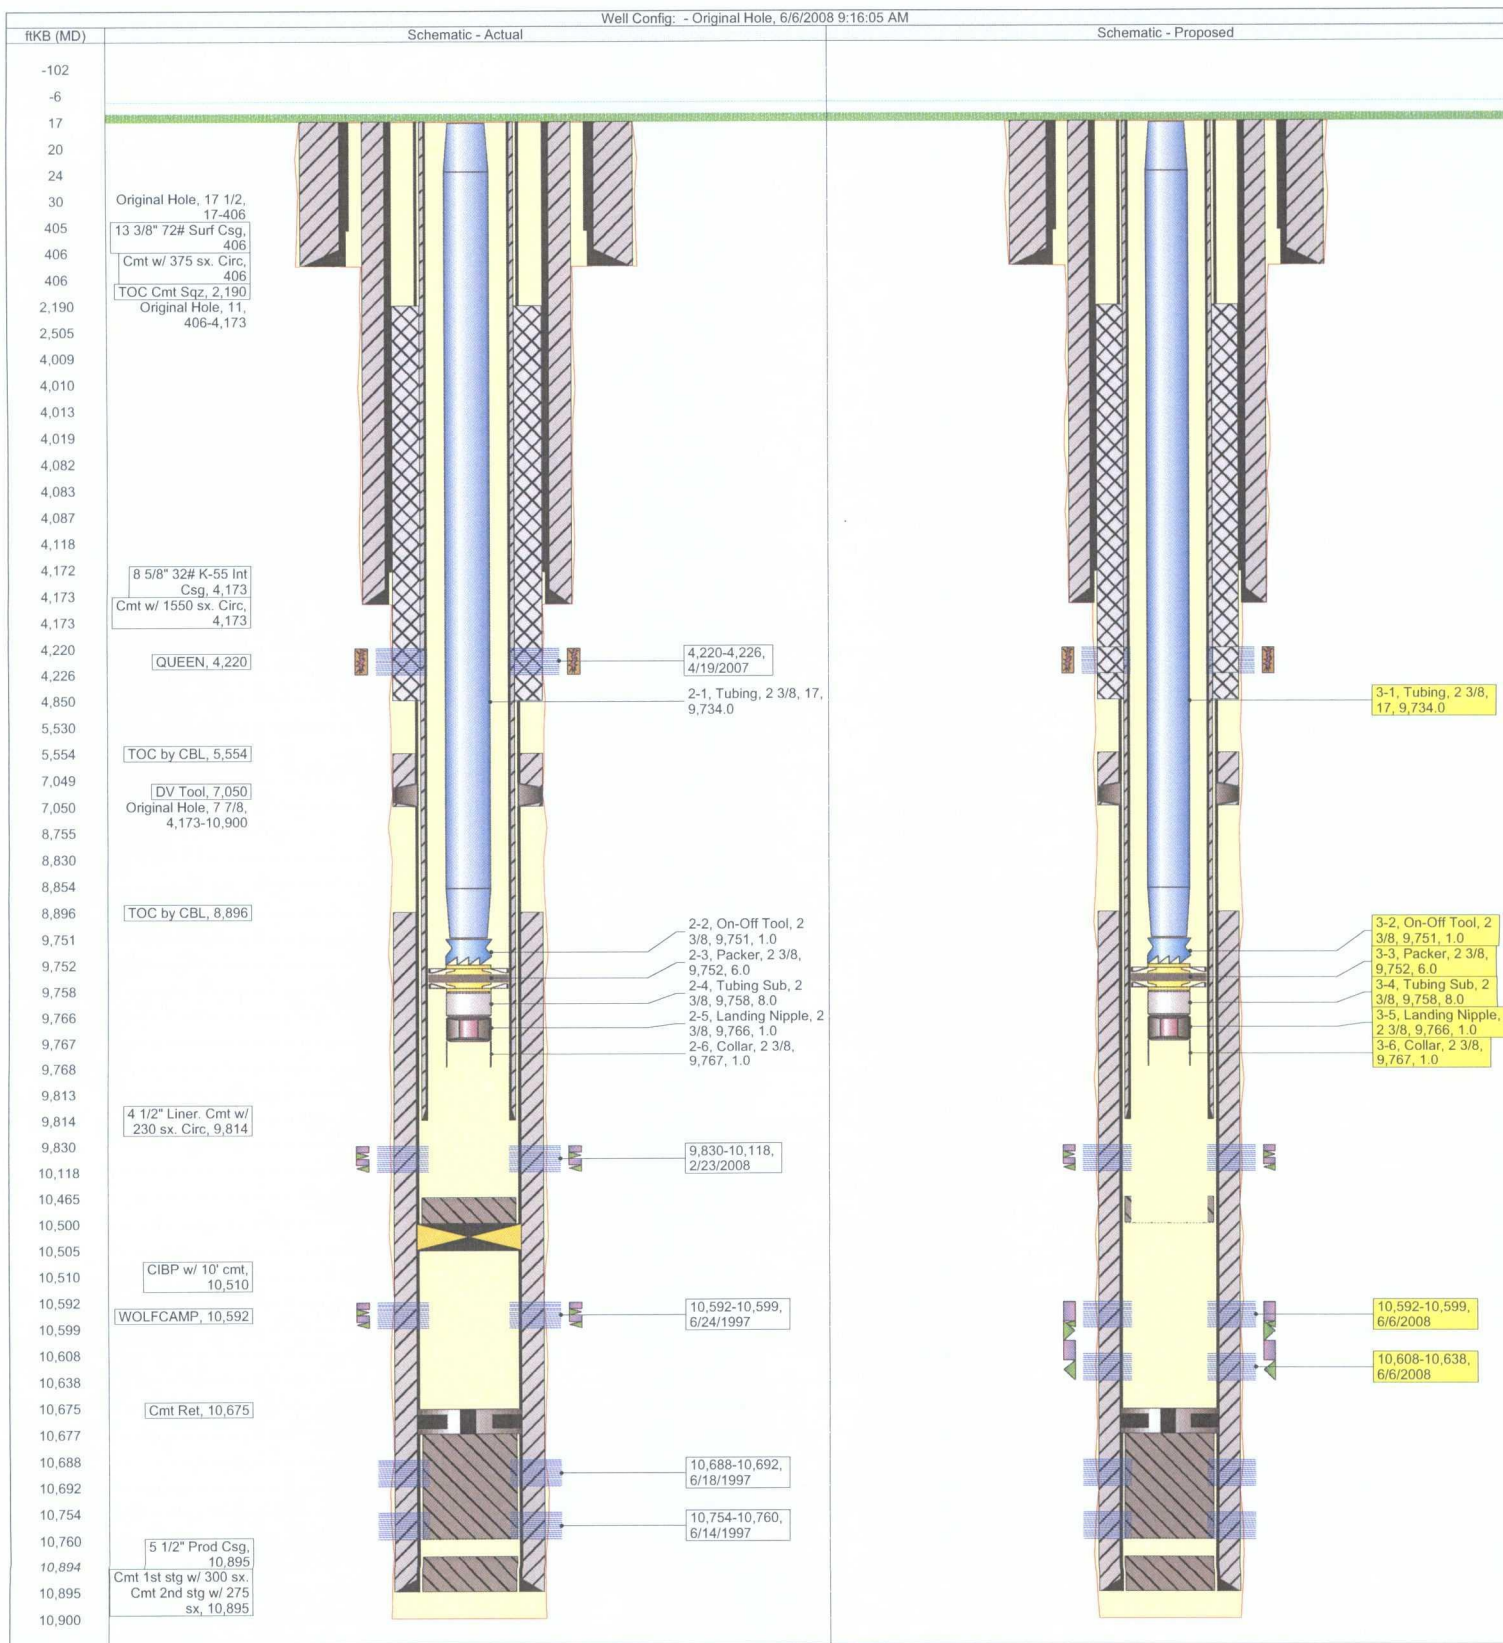 Well Config: - Original Hole, 6/6/2008 9:16:05 AM
ftKB (MD)
Schematic - Actual
Schematic - Proposed
-102
-6
17
20
24
30
405
406
406
2,190
2,505
4,009
4,010
4,013
4,019
4,082
4,083
4,087
4,118
4,172
4,173
4,173
4,220
4,226
4,850
5,530
5,554
7,049
7,050
8,755
8,830
8,854
8,896
9,751
9,752
9,758
9,766
9,767
9,768
9,813
9,814
9,830
10,118
10,465
10,500
10,505
10,510
10,592
10,599
10,608
10,638
10,675
10,677
10,688
10,692
10,754
10,760
10,894
10,895
10,900
Original Hole, 17 1/2,
17-406
13 3/8" 72# Surf Csg,
406
Cmt w/ 375 sx. Circ,
406
TOC Cmt Sqz, 2,190
Original Hole, 11,
406-4,173
8 5/8" 32# K-55 Int
Csg, 4,173
Cmt w/ 1550 sx. Circ,
4,173
QUEEN, 4,220
TOC by CBL, 5,554
DV Tool, 7,050
Original Hole, 7 7/8,
4,173-10,900
TOC by CBL, 8,896
4 1/2" Liner. Cmt w/
230 sx. Circ, 9,814
CIBP w/ 10' cmt,
10,510
WOLFCAMP, 10,592
Cmt Ret, 10,675
5 1/2" Prod Csg,
10,895
Cmt 1st stg w/ 300 sx.
Cmt 2nd stg w/ 275
sx, 10,895
4,220-4,226,
4/19/2007
2-1, Tubing, 2 3/8, 17,
9,734.0
2-2, On-Off Tool, 2
3/8, 9,751, 1.0
2-3, Packer, 2 3/8,
9,752, 6.0
2-4, Tubing Sub, 2
3/8, 9,758, 8.0
2-5, Landing Nipple, 2
3/8, 9,766, 1.0
2-6, Collar, 2 3/8,
9,767, 1.0
9,830-10,118,
2/23/2008
10,592-10,599,
6/24/1997
10,688-10,692,
6/18/1997
10,754-10,760,
6/14/1997
3-1, Tubing, 2 3/8,
17, 9,734.0
3-2, On-Off Tool, 2
3/8, 9,751, 1.0
3-3, Packer, 2 3/8,
9,752, 6.0
3-4, Tubing Sub, 2
3/8, 9,758, 8.0
3-5, Landing Nipple,
2 3/8, 9,766, 1.0
3-6, Collar, 2 3/8,
9,767, 1.0
10,592-10,599,
6/6/2008
10,608-10,638,
6/6/2008